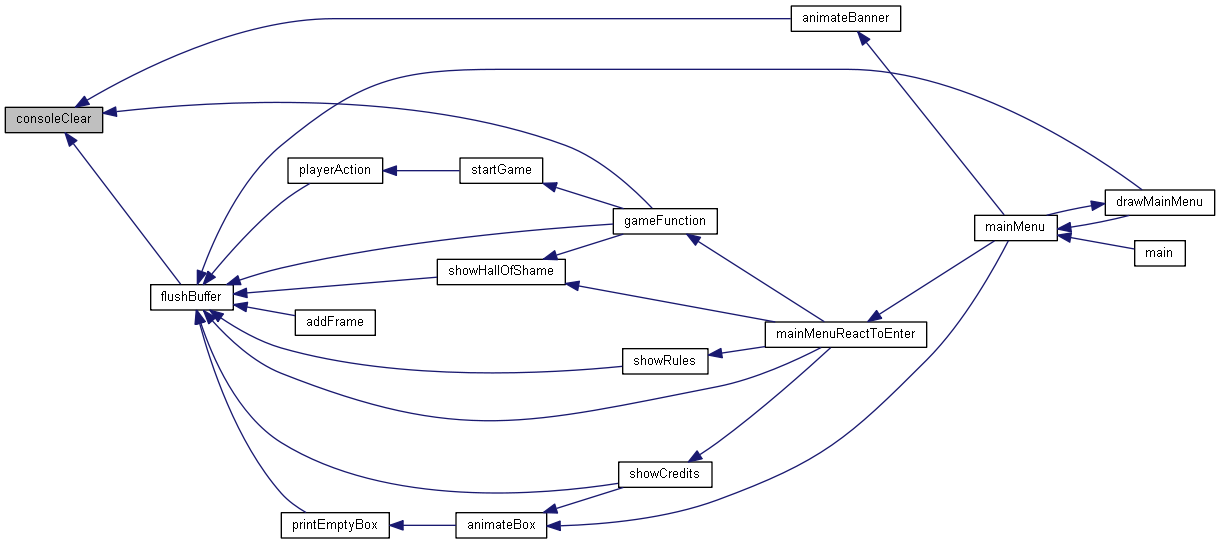 animateBanner
consoleClear
playerAction
startGame
drawMainMenu
gameFunction
mainMenu
main
showHallOfShame
flushBuffer
addFrame
mainMenuReactToEnter
showRules
showCredits
printEmptyBox
animateBox